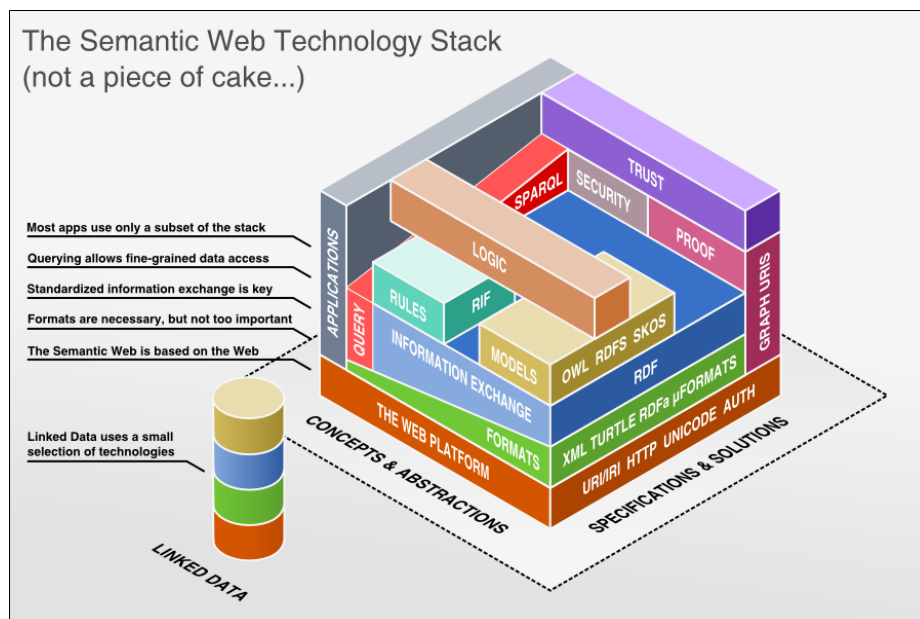 The Semantic Web Technology Stack
(not a piece of cake...)
Most apps use only a subset of the stack
Querying allows fine-grained data access
Standardized information exchange is key
Formats are necessary, but not too important
The Semantic Web is based on the Web
Linked Data uses a small
selection of technologies
LINKED DATA
APPLICATIONS
QUERY
RULES
RIF
LOGIC
SPARQL
SECURITY
TRUST
PROOF
GRAPH URIS
INFORMATION EXCHANGE
MODELS
OWL RDFS SKOS
RDF
FORMATS
XML TURTLE RDFa µFORMATS
THE WEB PLATFORM
URI/IRI HTTP UNICODE AUTH
CONCEPTS & ABSTRACTIONS
SPECIFICATIONS & SOLUTIONS